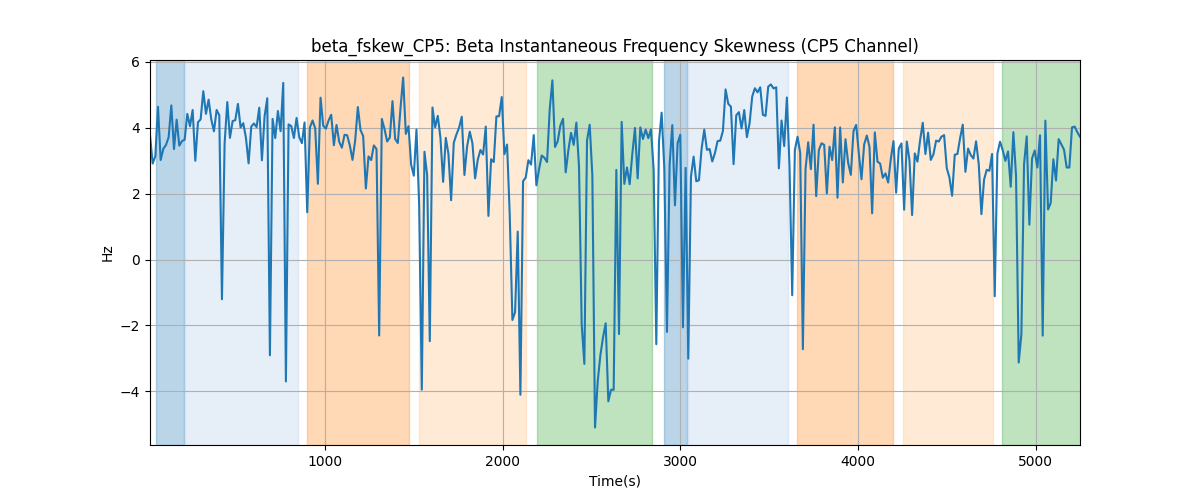 beta_fskew_CP5: Beta Instantaneous Frequency Skewness (CP5 Channel)
6
4
2
0
−2
−4
Hz
1000 2000 3000 4000 5000
Time(s)